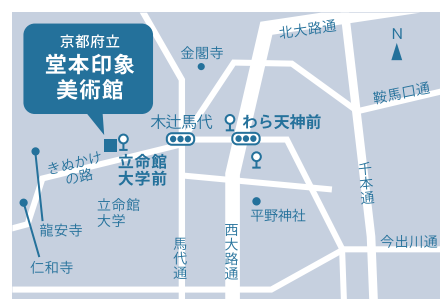 京都府立
堂本印象
美術館
金閣寺
北大路通
N
鞍馬口通
木辻馬代
わら天神前
立命館
大学前
きぬかけ
の路
千本通
立命館
大学
龍安寺
仁和寺
馬代通
西大路通
平野神社
今出川通